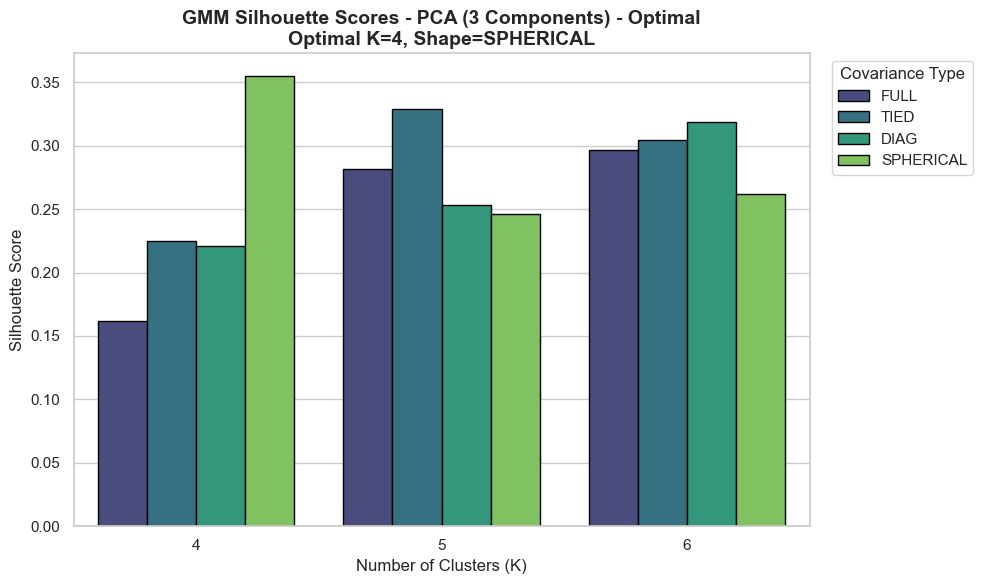 GMM Silhouette Scores - PCA (3 Components) - Optimal
Optimal K=4, Shape=SPHERICAL
Silhouette Score
0.35
0.30
0.25
0.20
0.15
0.10
0.05
0.00
4 5 6
Number of Clusters (K)
Covariance Type
FULL
TIED
DIAG
SPHERICAL